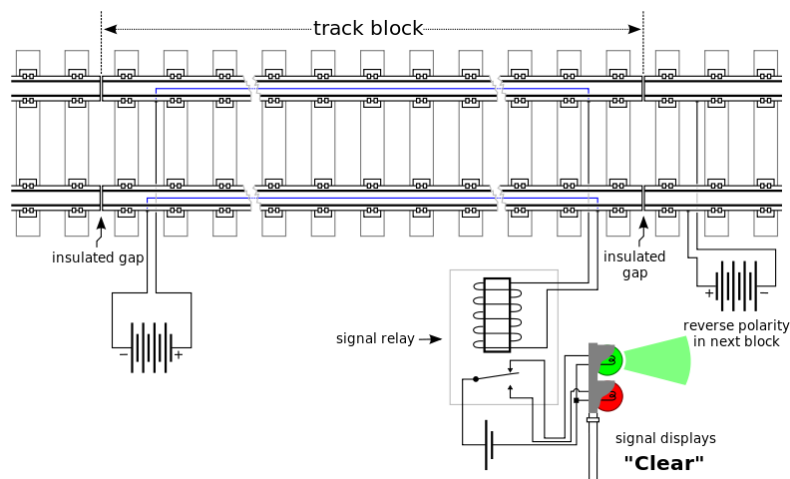 track block
insulated gap
insulated
gap
− +
+ −
reverse polarity
in next block
signal relay
signal displays
"Clear"